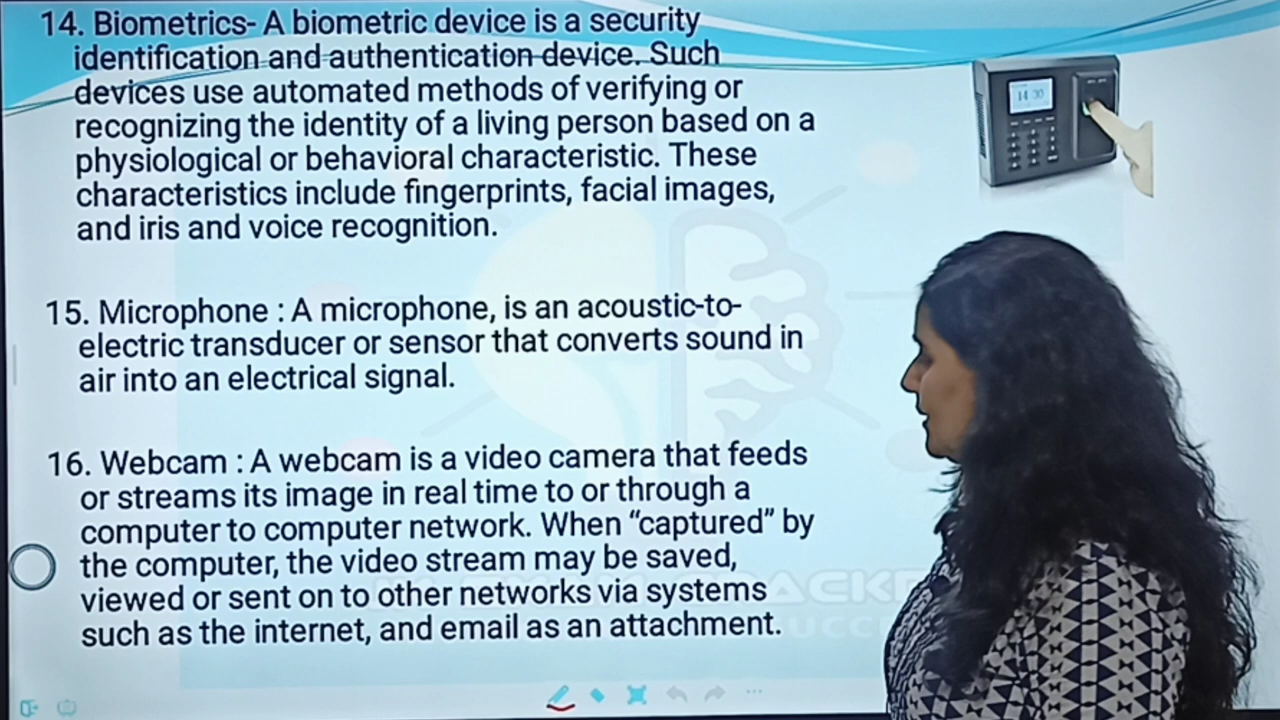 14. Biometrics- A biometric device is a security
identification and authentication device. Such
devices use automated methods of verifying or
recognizing the identity of a living person based on a
physiological or behavioral characteristic. These
characteristics include fingerprints, facial images,
and iris and voice recognition.
14:30
15. Microphone : A microphone, is an acoustic-to-
electric transducer or sensor that converts sound in
air into an electrical signal.
16. Webcam : A webcam is a video camera that feeds
or streams its image in real time to or through a
computer to computer network. When “captured” by
the computer, the video stream may be saved,
viewed or sent on to other networks via systems
such as the internet, and email as an attachment.